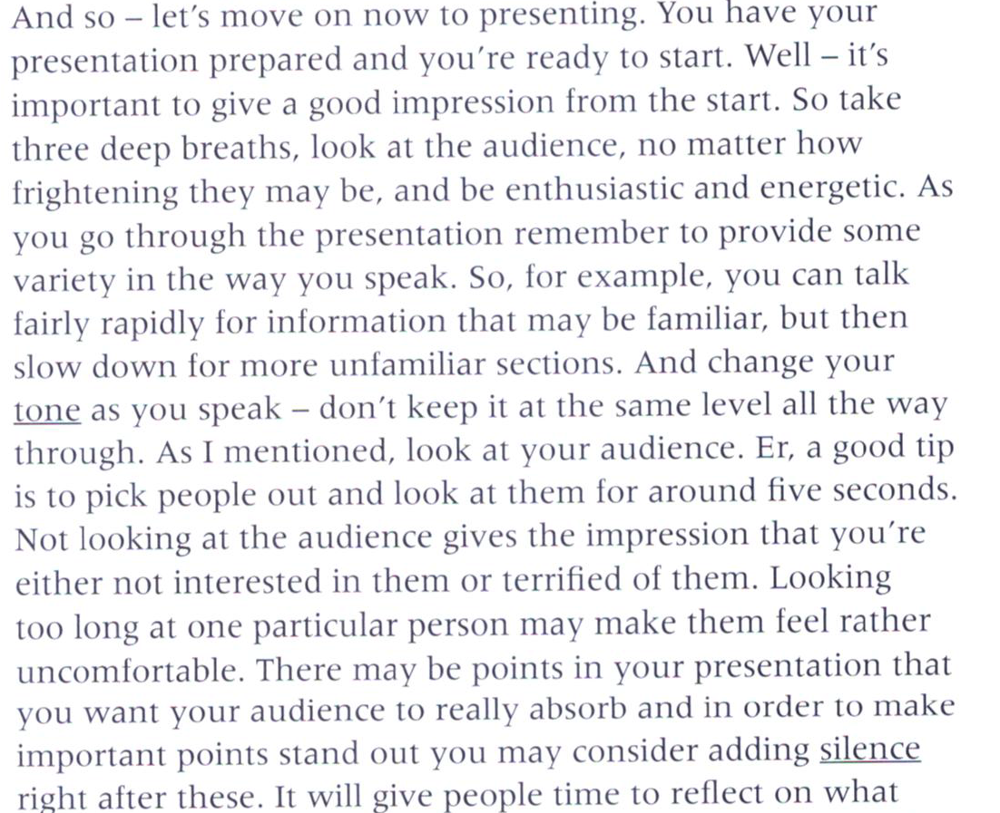 And so – let's move on now to presenting. You have your
presentation prepared and you're ready to start. Well – it's
important to give a good impression from the start. So take
three deep breaths, look at the audience, no matter how
frightening they may be, and be enthusiastic and energetic. As
you go through the presentation remember to provide some
variety in the way you speak. So, for example, you can talk
fairly rapidly for information that may be familiar, but then
slow down for more unfamiliar sections. And change your
tone as you speak – don't keep it at the same level all the way
through. As I mentioned, look at your audience. Er, a good tip
is to pick people out and look at them for around five seconds.
Not looking at the audience gives the impression that you're
either not interested in them or terrified of them. Looking
too long at one particular person may make them feel rather
uncomfortable. There may be points in your presentation that
you want your audience to really absorb and in order to make
important points stand out you may consider adding silence
right after these. It will give people time to reflect on what